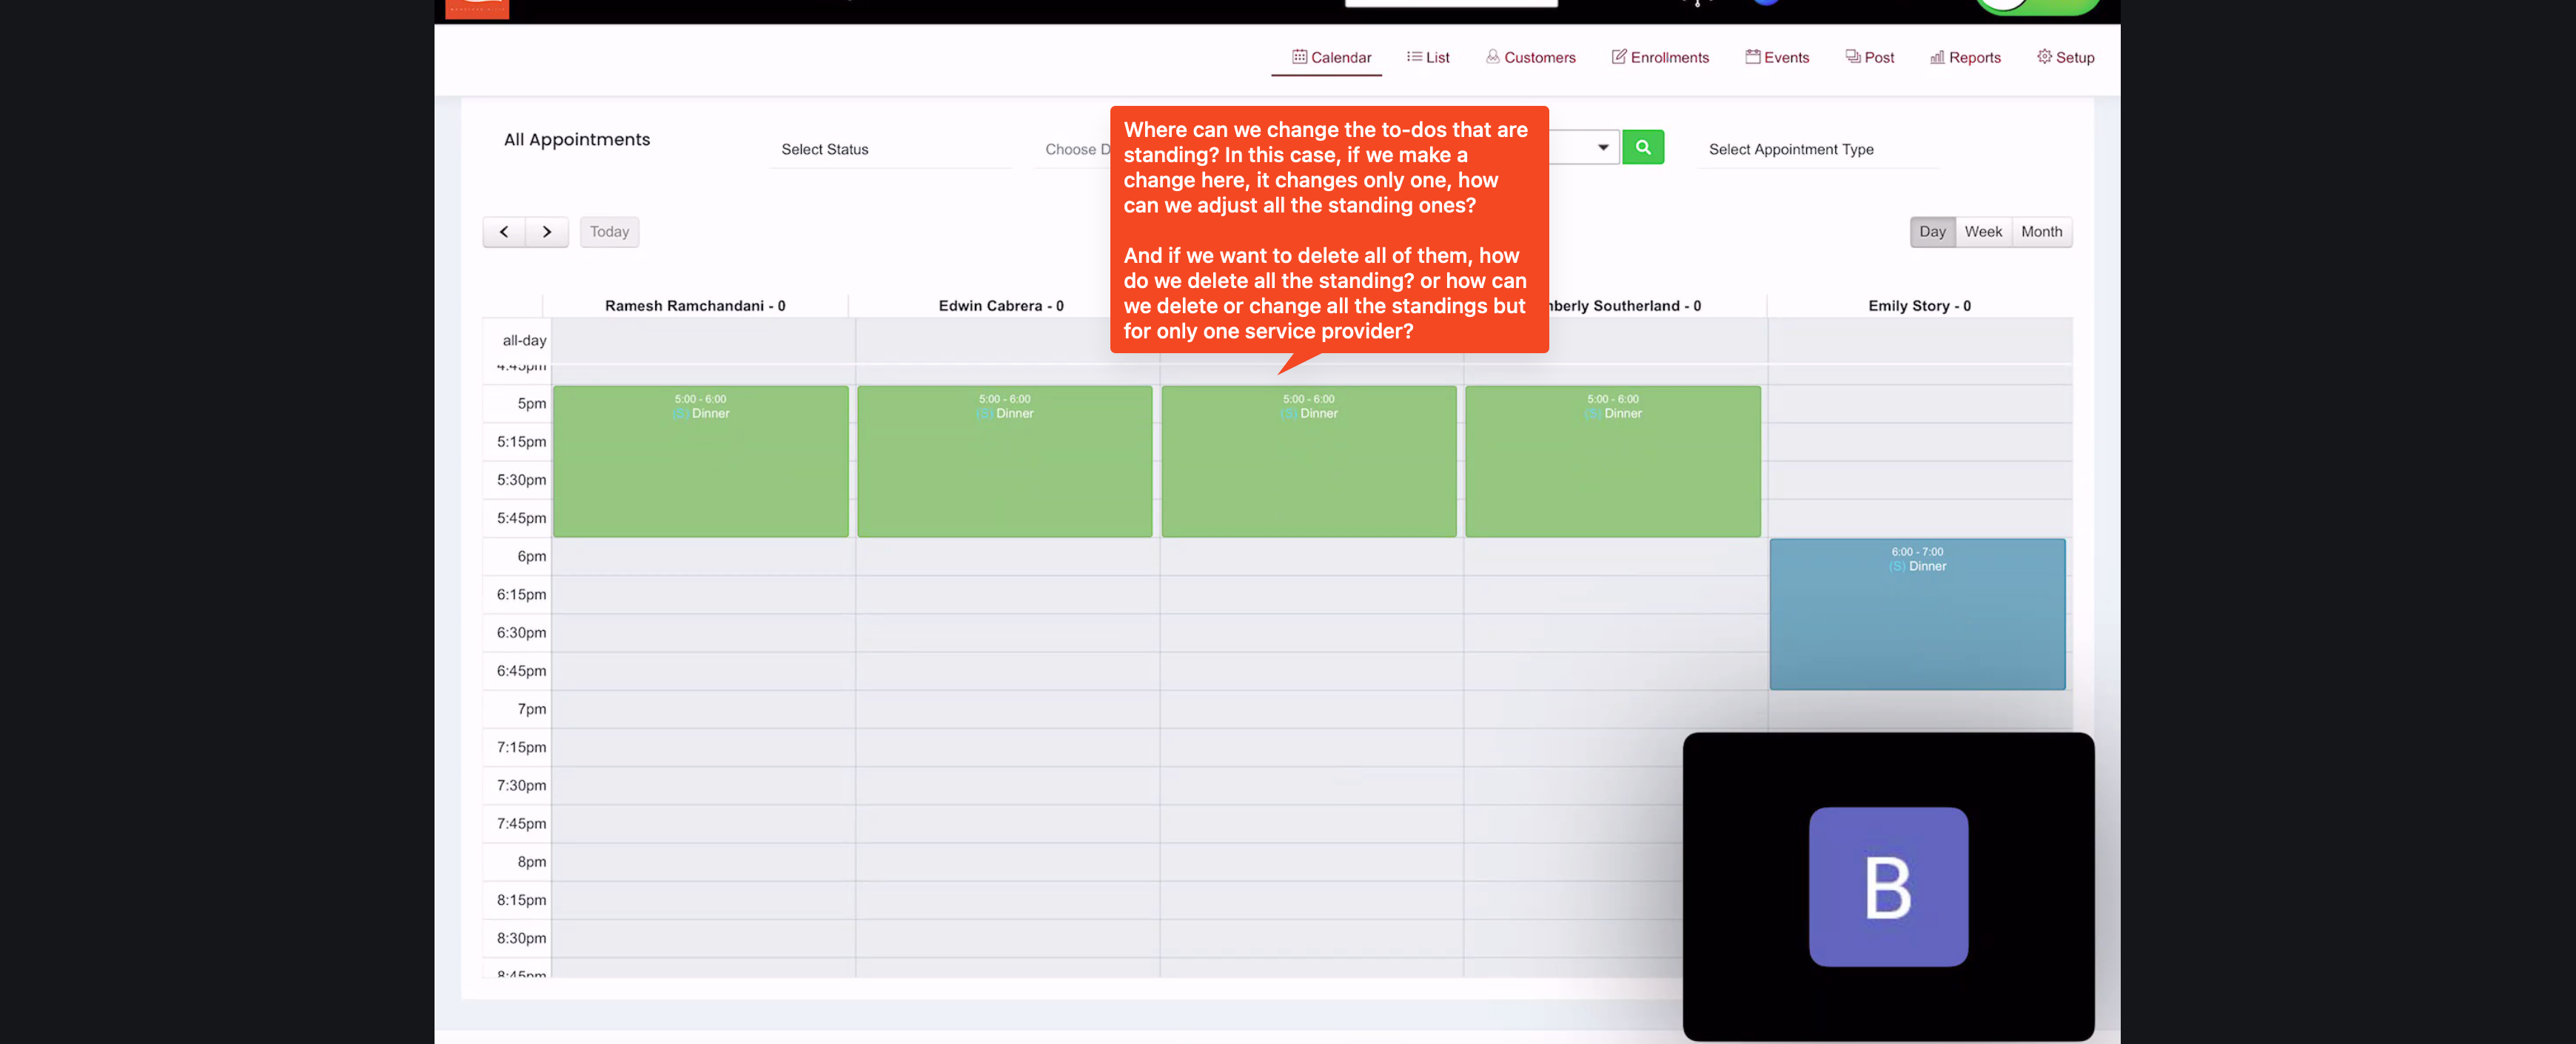 Calendar
List
Customers
Enrollments
Events
Post
Reports
Setup
All Appointments
Select Status
Choose D
Select Appointment Type
Where can we change the to-dos that are
standing? In this case, if we make a
change here, it changes only one, how
can we adjust all the standing ones?
And if we want to delete all of them, how
do we delete all the standing? or how can
we delete or change all the standings but
for only one service provider?
Today
Day
Week
Month
Ramesh Ramchandani - 0
Edwin Cabrera - 0
nberly Southerland - 0
Emily Story - 0
all-day
4:45pm
5pm
5:15pm
5:30pm
5:45pm
6pm
6:15pm
6:30pm
6:45pm
7pm
7:15pm
7:30pm
7:45pm
8pm
8:15pm
8:30pm
8:45pm
5:00 - 6:00
(S) Dinner
5:00 - 6:00
(S) Dinner
5:00 - 6:00
(S) Dinner
5:00 - 6:00
(S) Dinner
6:00 - 7:00
(S) Dinner
B